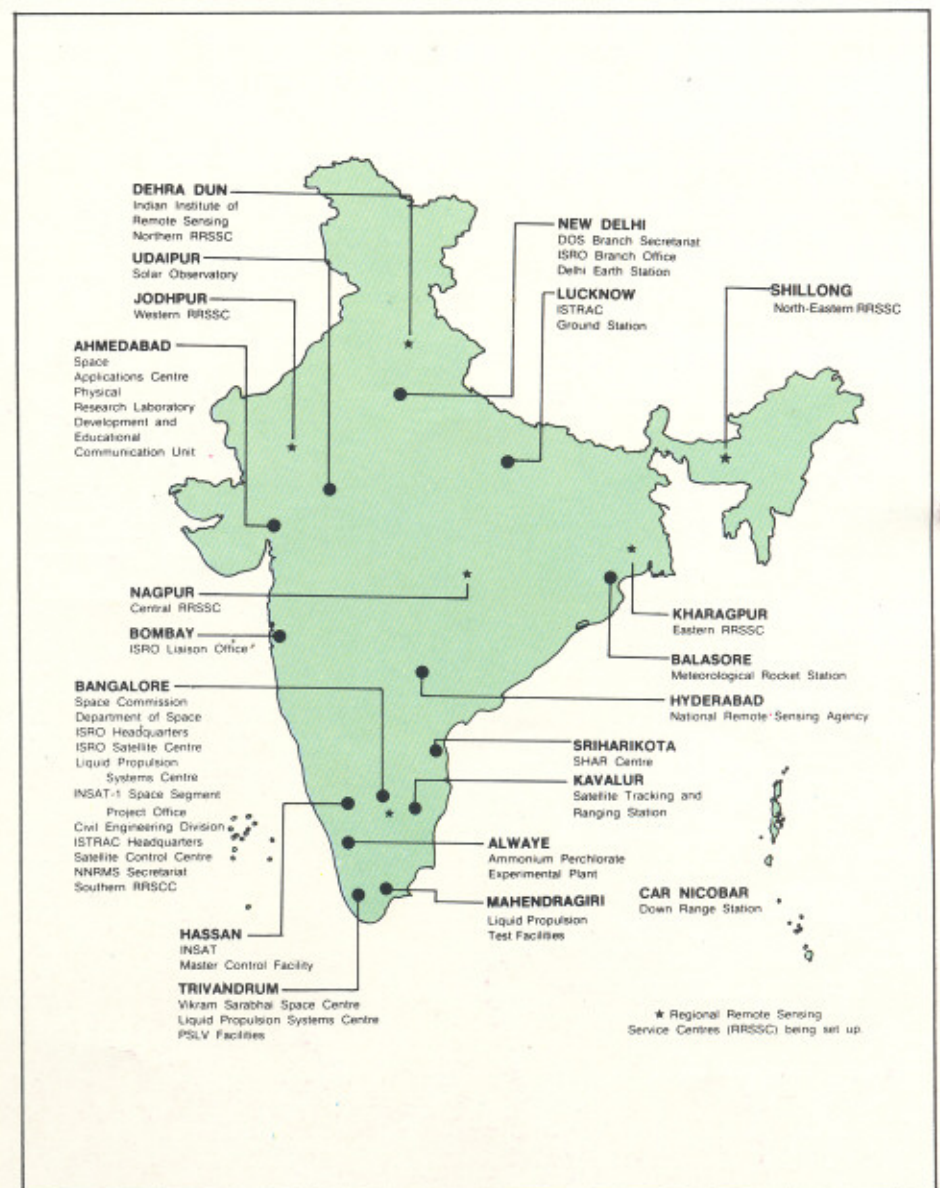 DEHRA DUN
Indian Institute of
Remote Sensing
Northern RRSSC
UDAIPUR
Solar Observatory
JODHPUR
Western RRSSC
AHMEDABAD
Space
Applications Centre
Physical
Research Laboratory
Development and
Educational
Communication Unit
NEW DELHI
DOS Branch Secretariat
ISRO Branch Office
Delhi Earth Station
LUCKNOW
ISTRAC
Ground Station
SHILLONG
North-Eastern RRSSC
NAGPUR
Central RRSSC
BOMBAY
ISRO Liaison Office
BANGALORE
Space Commission
Department of Space
ISRO Headquarters
ISRO Satellite Centre
Liquid Propulsion
Systems Centre
INSAT-1 Space Segment
Project Office
Civil Engineering Division
ISTRAC Headquarters
Satellite Control Centre
NNRMS Secretariat
Southern RRSCC
HASSAN
INSAT
Master Control Facility
TRIVANDRUM
Vikram Sarabhai Space Centre
Liquid Propulsion Systems Centre
PSLV Facilities
KHARAGPUR
Eastern RRSSC
BALASORE
Meteorological Rocket Station
HYDERABAD
National Remote Sensing Agency
SRIHARIKOTA
SHAR Centre
KAVALUR
Satellite Tracking and
Ranging Station
ALWAYE
Ammonium Perchlorate
Experimental Plant
MAHENDRAGIRI
Liquid Propulsion
Test Facilities
CAR NICOBAR
Down Range Station
★ Regional Remote Sensing
Service Centres (RRSSC) being set up.